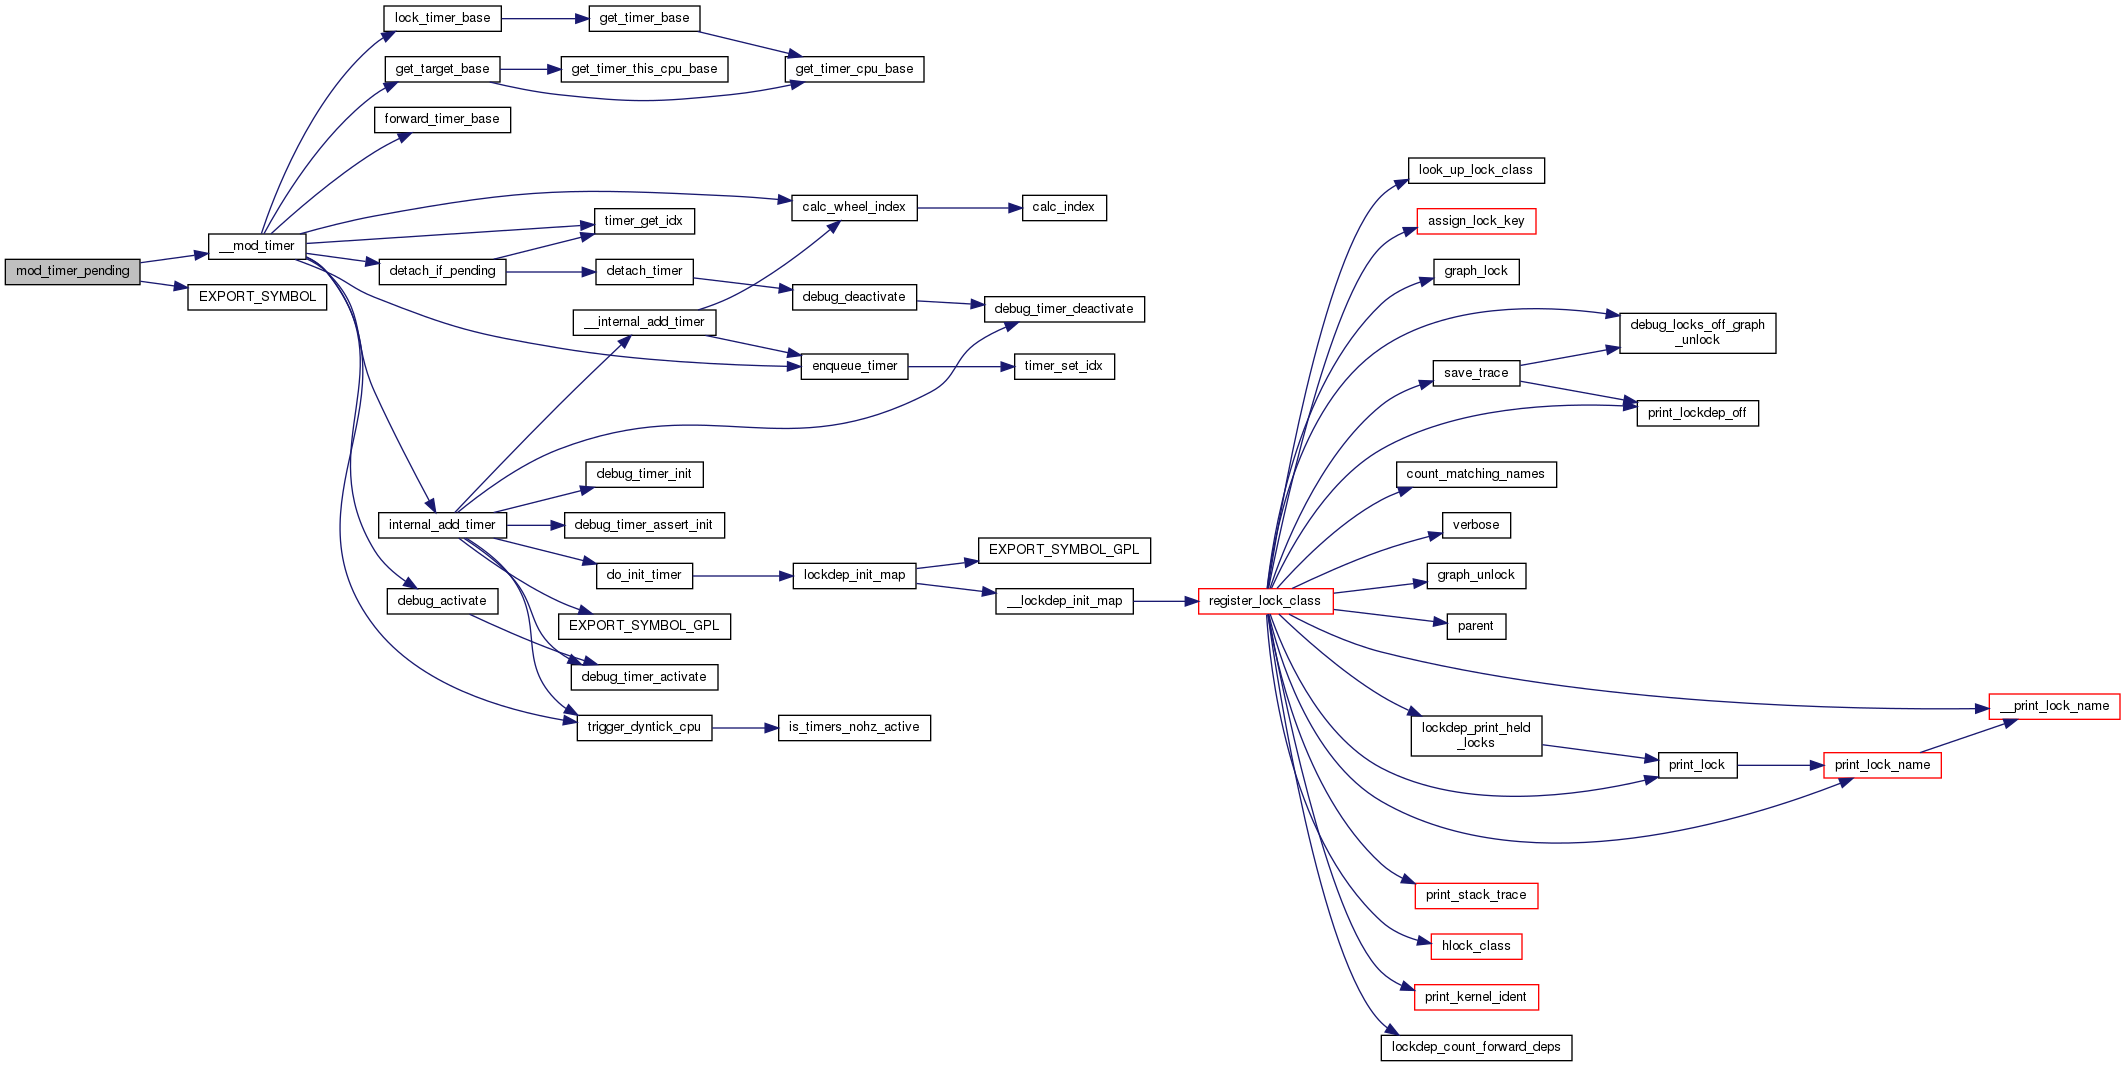 mod_timer_pending
__mod_timer
EXPORT_SYMBOL
lock_timer_base
get_target_base
forward_timer_base
detach_if_pending
internal_add_timer
debug_activate
get_timer_base
get_timer_this_cpu_base
timer_get_idx
detach_timer
__internal_add_timer
debug_timer_init
debug_timer_assert_init
do_init_timer
EXPORT_SYMBOL_GPL
debug_timer_activate
trigger_dyntick_cpu
get_timer_cpu_base
calc_wheel_index
debug_deactivate
enqueue_timer
lockdep_init_map
is_timers_nohz_active
calc_index
debug_timer_deactivate
timer_set_idx
EXPORT_SYMBOL_GPL
__lockdep_init_map
register_lock_class
look_up_lock_class
assign_lock_key
graph_lock
save_trace
count_matching_names
verbose
graph_unlock
parent
lockdep_print_held
_locks
print_stack_trace
hlock_class
print_kernel_ident
lockdep_count_forward_deps
debug_locks_off_graph
_unlock
print_lockdep_off
print_lock
print_lock_name
__print_lock_name